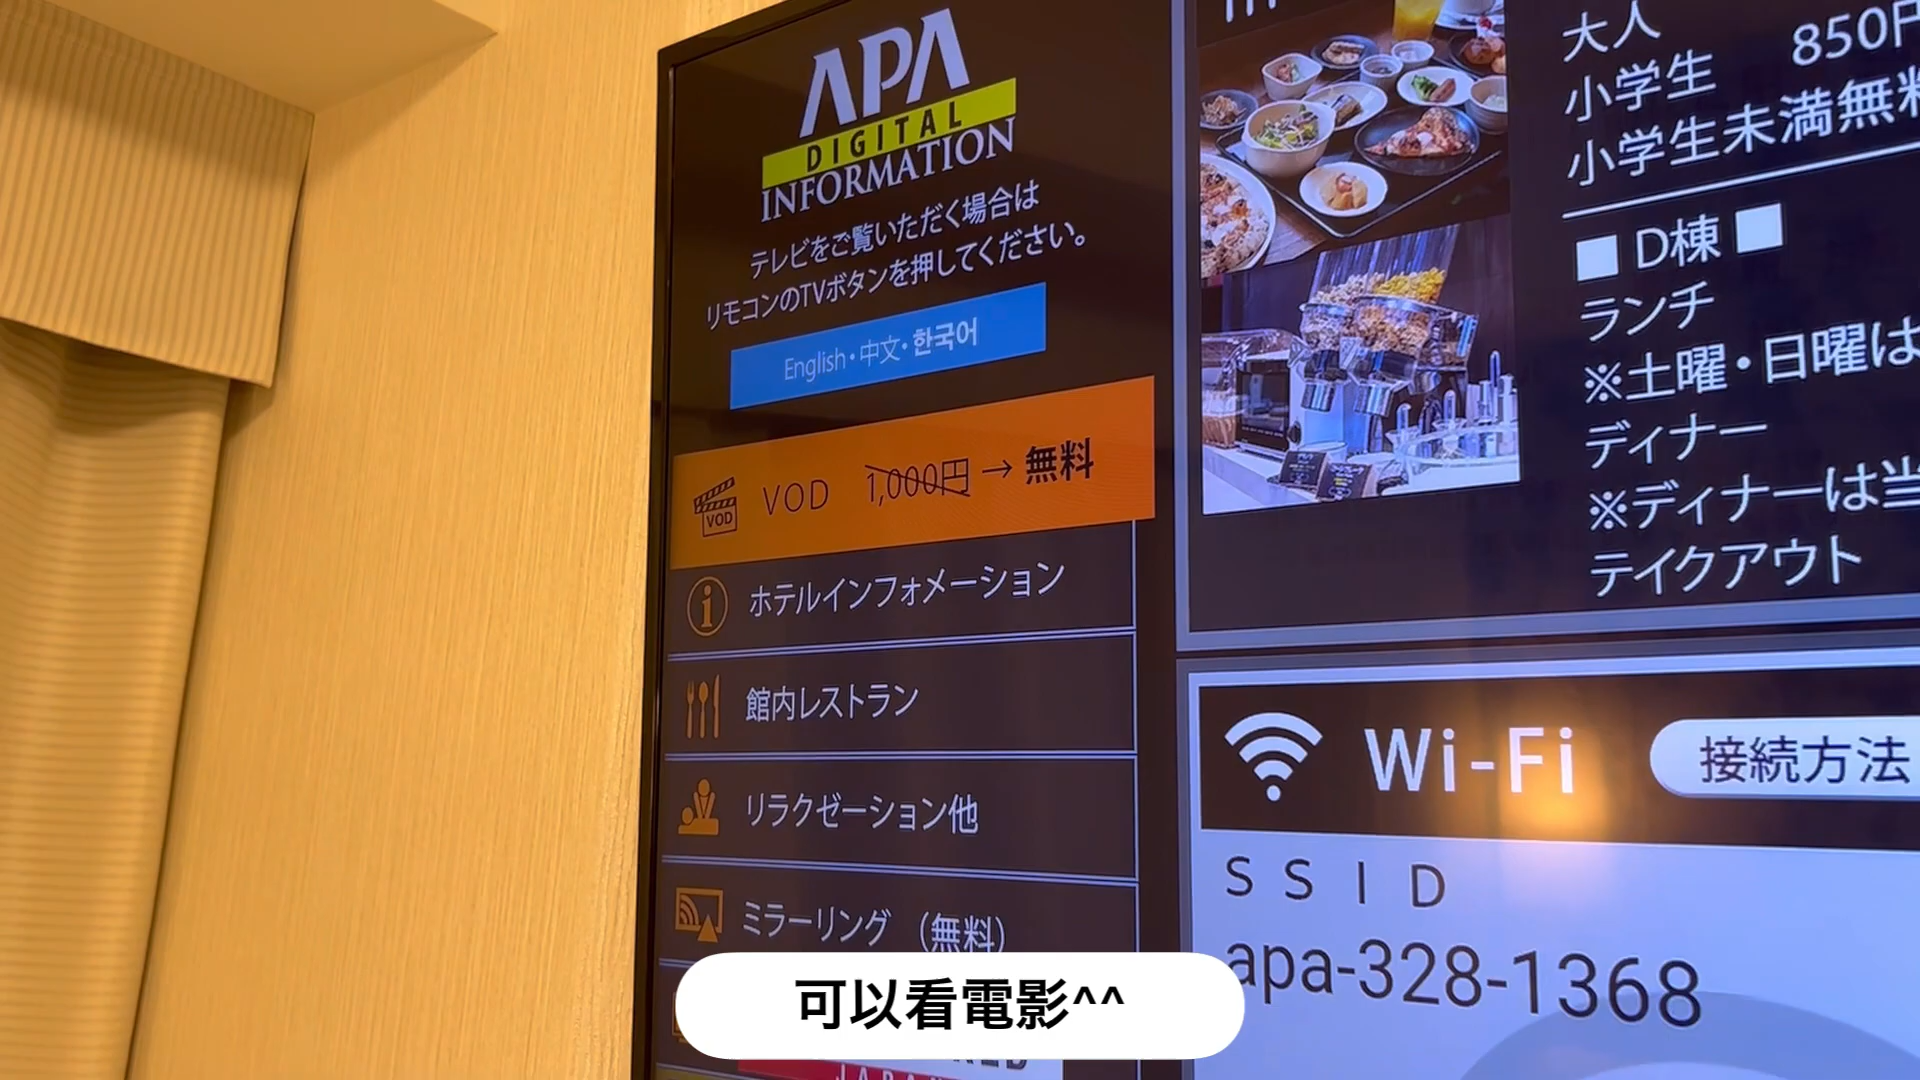 APA
DIGITAL
INFORMATION
テレビをご覧いただく場合は
リモコンのTVボタンを押してください。
English・中文・한국어
VOD
VOD 1,000円→無料
ホテルインフォメーション
館内レストラン
リラクゼーション他
ミラーリング (無料)
大人
小学生 850円
小学生未満無料
■D棟■
ランチ
※土曜・日曜は
ディナー
※ディナーは当
テイクアウト
Wi-Fi 接続方法
SSID
apa-328-1368
可以看電影^^